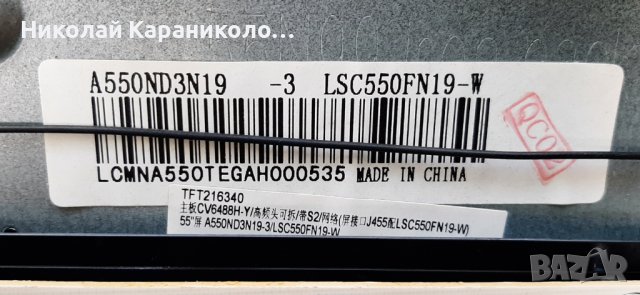 Николай Караниколо...
A550ND3N19 -3 LSC550FN19-W
QC02
LCMNA550TEGAH000535 MADE IN CHINA
TFT216340
主板CV6488H-Y/高频头可拆/带S2/网络(屏接口J455配LSC550FN19-W)
55"屏 A550ND3N19-3/LSC550FN19-W
BAZAR